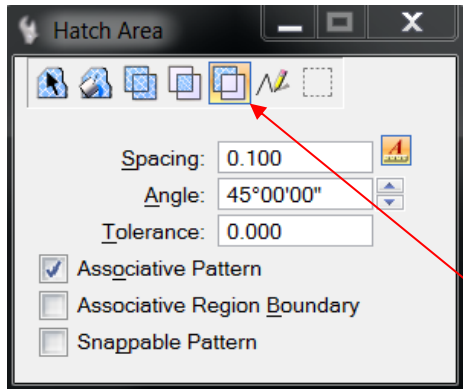 Hatch Area
Spacing: 0.100
A
Angle: 45°00'00"
Tolerance: 0.000
Associative Pattern
Associative Region Boundary
Snappable Pattern